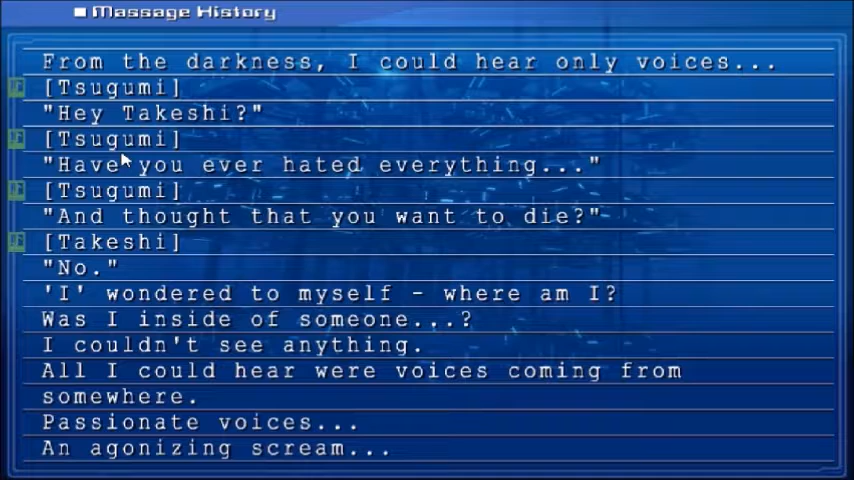 ■Massage History
From the darkness, I could hear only voices...
[Tsugumi]
"Hey Takeshi?"
[Tsugumi]
"Have you ever hated everything..."
[Tsugumi]
"And thought that you want to die?"
[Takeshi]
"No."
'I' wondered to myself - where am I?
Was I inside of someone...?
I couldn't see anything.
All I could hear were voices coming from
somewhere.
Passionate voices...
An agonizing scream...